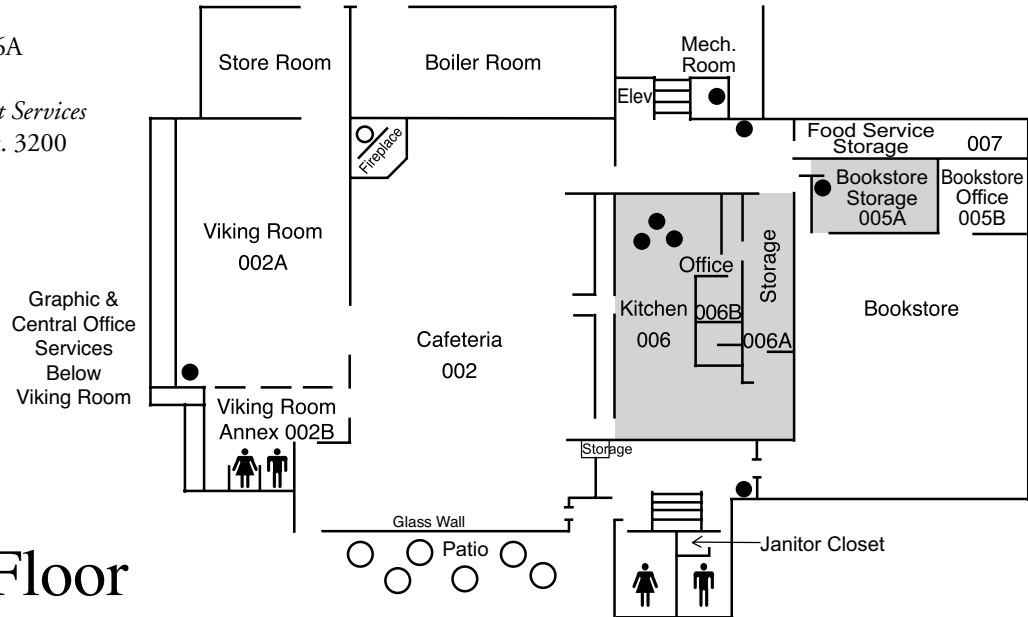 6A
t Services
. 3200
Store Room
Boiler Room
Mech.
Room
Elev
Fireplace
Food Service
Storage
007
Bookstore
Storage
005A
Bookstore
Office
005B
Viking Room
002A
Office
Storage
Kitchen
006
006B
006A
Bookstore
Cafeteria
002
Graphic &
Central Office
Services
Below
Viking Room
Viking Room
Annex 002B
Storage
Glass Wall
Patio
Janitor Closet
Floor